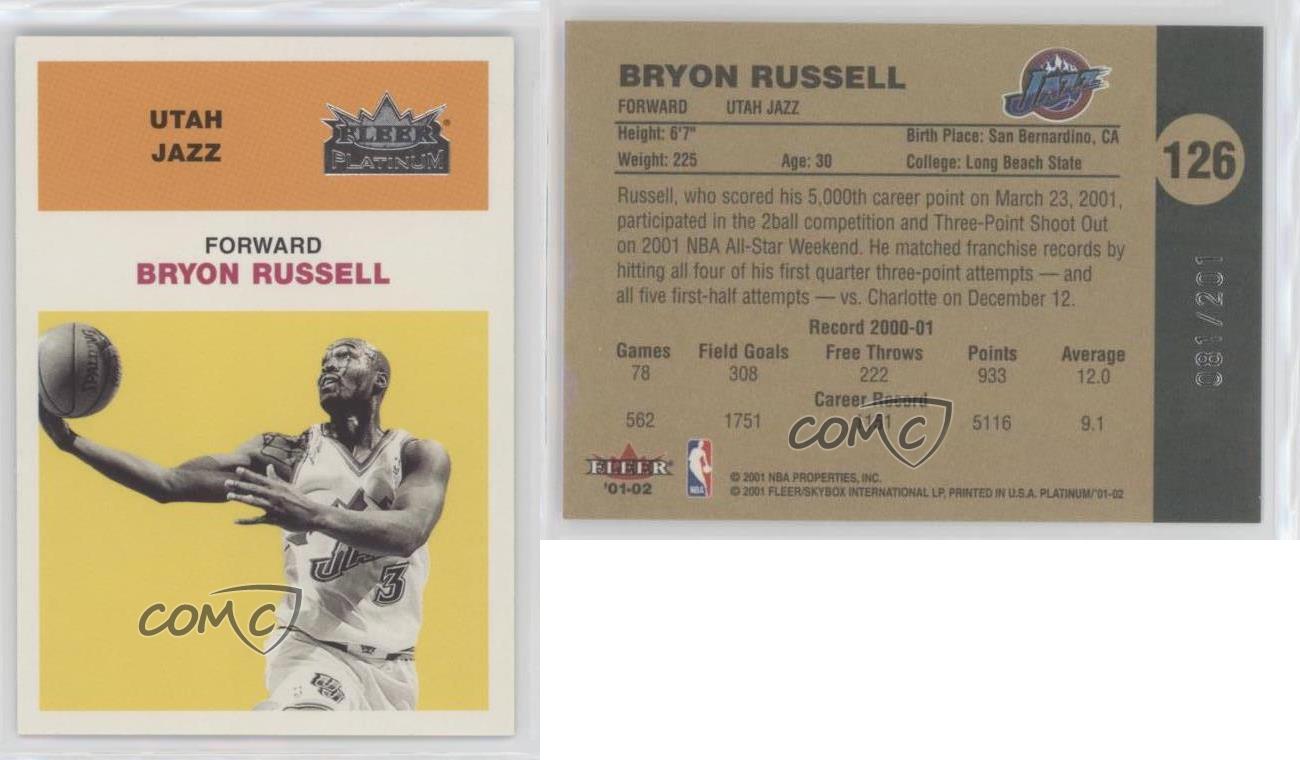 UTAH
JAZZ
FLEER®
PLATINUM
FORWARD
BRYON RUSSELL
SPALDING
JAZZ
3
COMC
BRYON RUSSELL
FORWARD UTAH JAZZ
JAZZ
Height: 6'7" Birth Place: San Bernardino, CA
Weight: 225 Age: 30 College: Long Beach State
126
Russell, who scored his 5,000th career point on March 23, 2001,
participated in the 2ball competition and Three-Point Shoot Out
on 2001 NBA All-Star Weekend. He matched franchise records by
hitting all four of his first quarter three-point attempts — and
all five first-half attempts — vs. Charlotte on December 12.
081/201
Record 2000-01
Games Field Goals Free Throws Points Average
78 308 222 933 12.0
Career Record
562 1751 5116 9.1
COMC
FLEER
'01-02
NBA
© 2001 NBA PROPERTIES, INC.
© 2001 FLEER/SKYBOX INTERNATIONAL LP, PRINTED IN U.S.A. PLATINUM/'01-02